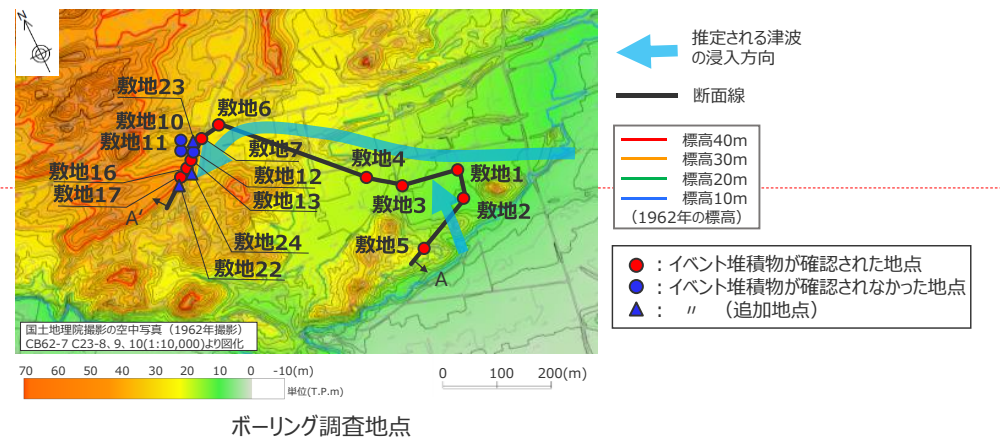 N
敷地23
敷地6
敷地10
敷地11
敷地7
敷地4
敷地1
敷地16
敷地12
敷地3
敷地17
敷地13
敷地2
A'
敷地24
敷地5
敷地22
A
国土地理院撮影の空中写真（1962年撮影）
CB62-7 C23-8、9、10(1:10,000)より図化
70 60 50 40 30 20 10 0 -10(m)
単位(T.P.m)
0 100 200(m)
ボーリング調査地点
推定される津波
の浸入方向
断面線
標高40m
標高30m
標高20m
標高10m
（1962年の標高）
：イベント堆積物が確認された地点
：イベント堆積物が確認されなかった地点
： 〃 （追加地点）